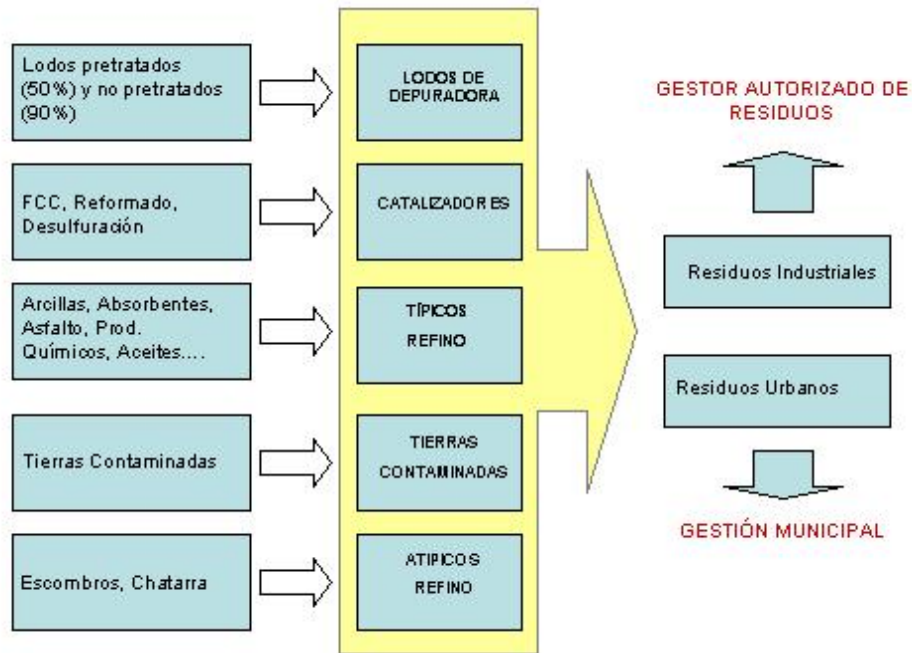 Lodos pretratados
(50%) y no pretratados
(90%)
LODOS DE
DEPURADORA
FCC, Reformado,
Desulfuración
CATALIZADORES
Arcillas, Absorbentes,
Asfalto, Prod.
Químicos, Aceites....
TÍPICOS
REFINO
Tierras Contaminadas
TIERRAS
CONTAMINADAS
Escombros, Chatarra
ATIPICOS
REFINO
GESTOR AUTORIZADO DE
RESIDUOS
Residuos Industriales
Residuos Urbanos
GESTIÓN MUNICIPAL